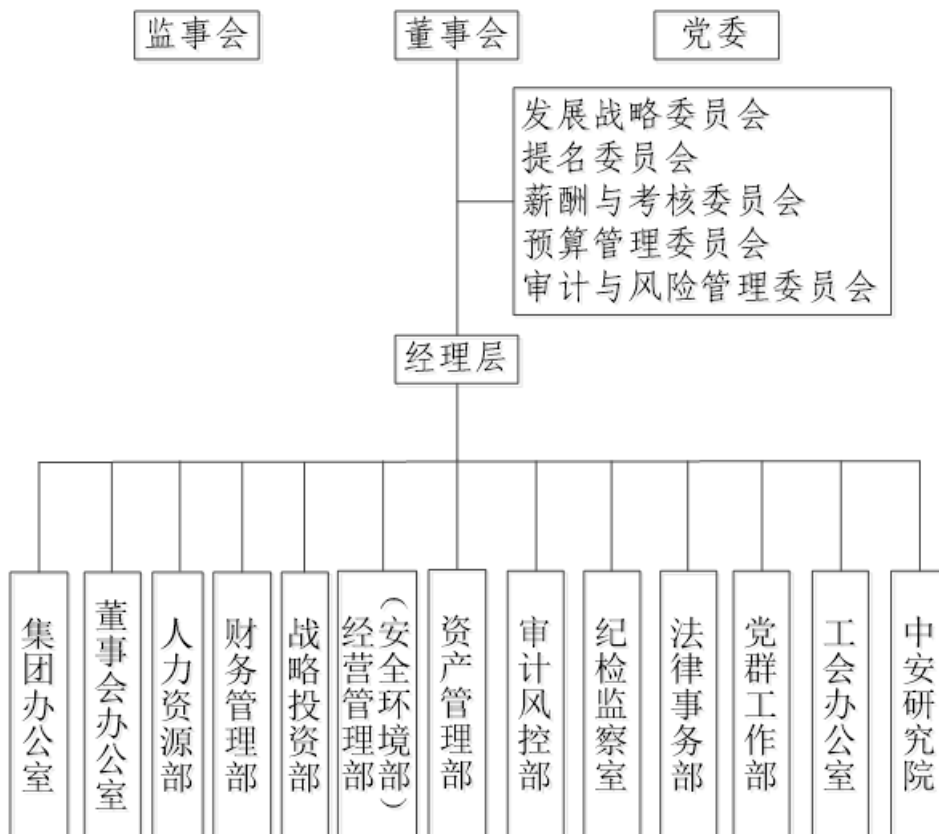 监事会
董事会
党委
发展战略委员会
提名委员会
薪酬与考核委员会
预算管理委员会
审计与风险管理委员会
经理层
集团办公室
董事会办公室
人力资源部
财务管理部
战略投资部
经营管理部
（安全环境部）
资产管理部
审计风控部
纪检监察室
法律事务部
党群工作部
工会办公室
中安研究院